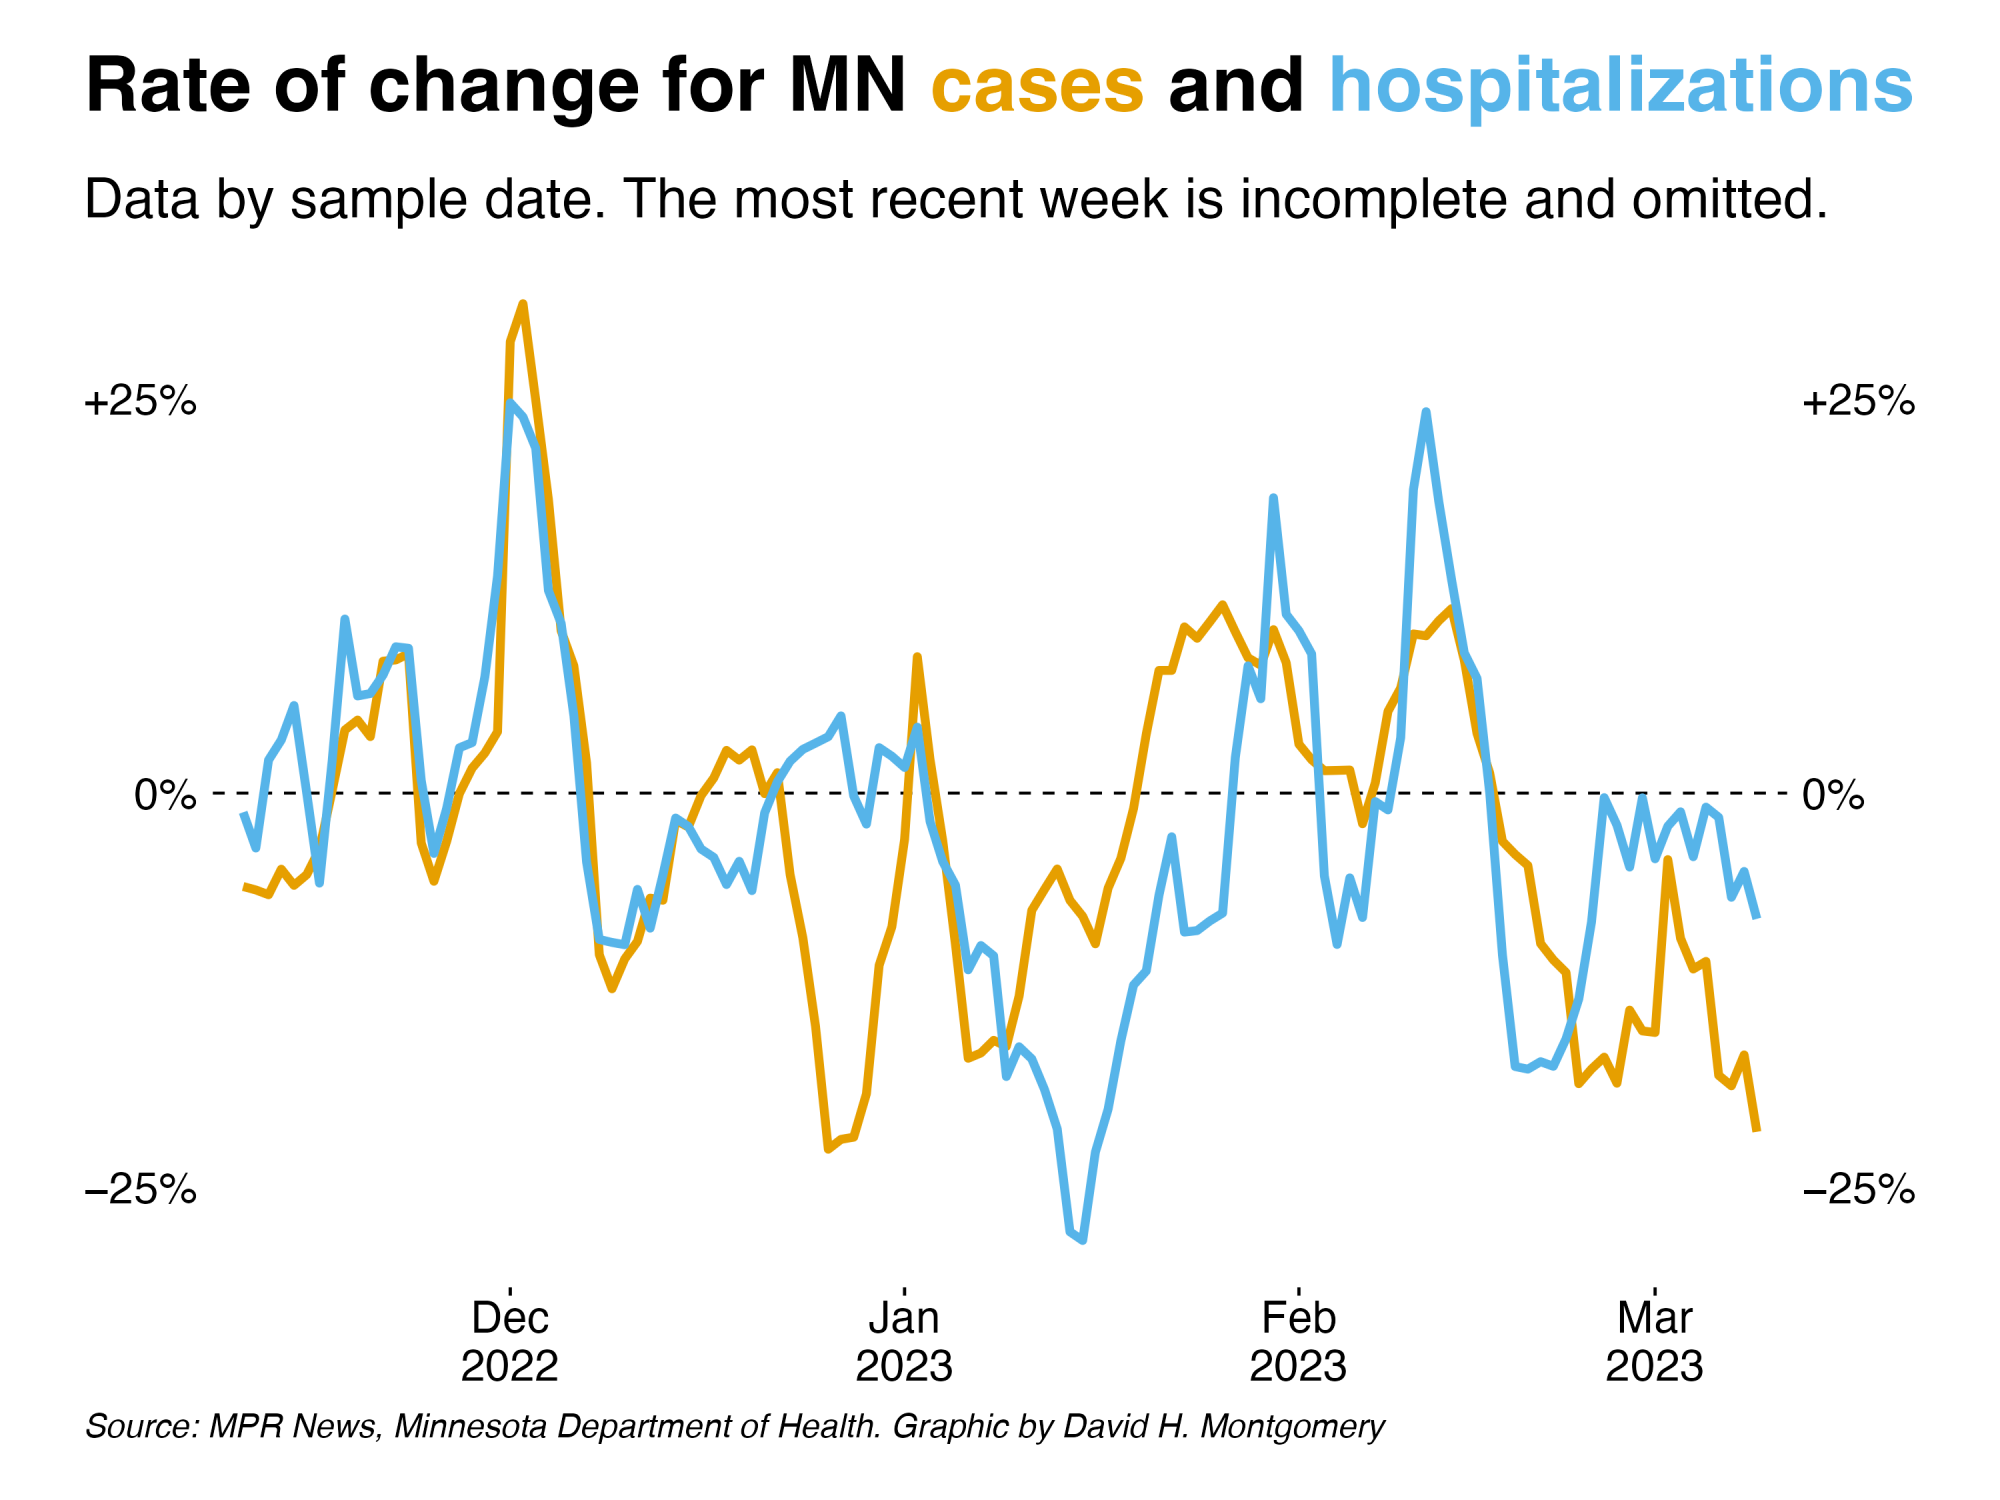 Rate of change for MN cases and hospitalizations
Data by sample date. The most recent week is incomplete and omitted.
+25%
+25%
0%
0%
−25%
−25%
Dec
2022
Jan
2023
Feb
2023
Mar
2023
Source: MPR News, Minnesota Department of Health. Graphic by David H. Montgomery